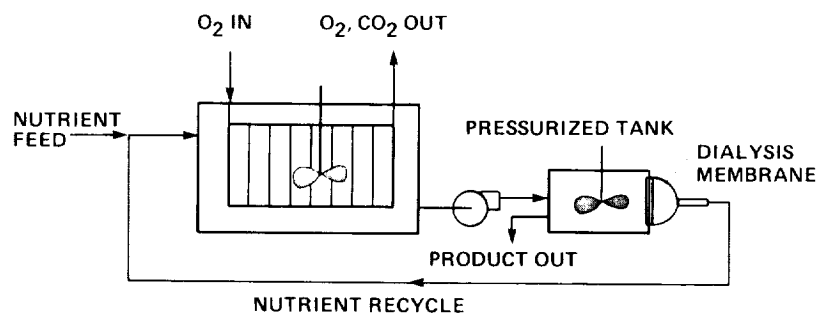 O₂ IN
O₂, CO₂ OUT
NUTRIENT
FEED
PRESSURIZED TANK
DIALYSIS
MEMBRANE
PRODUCT OUT
NUTRIENT RECYCLE